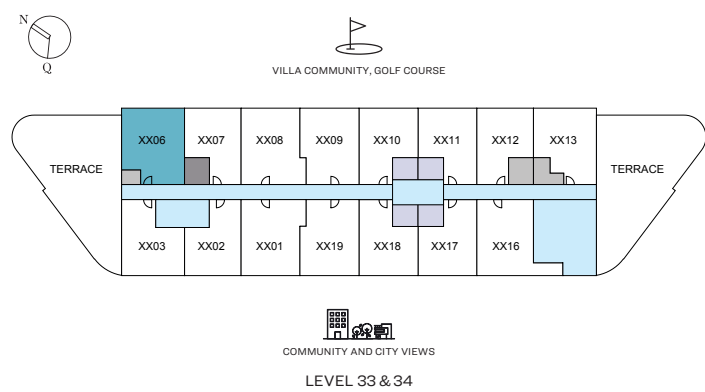 N
Q
VILLA COMMUNITY, GOLF COURSE
XX06 XX07 XX08 XX09 XX10 XX11 XX12 XX13
TERRACE TERRACE
XX03 XX02 XX01 XX19 XX18 XX17 XX16
COMMUNITY AND CITY VIEWS
LEVEL 33 & 34